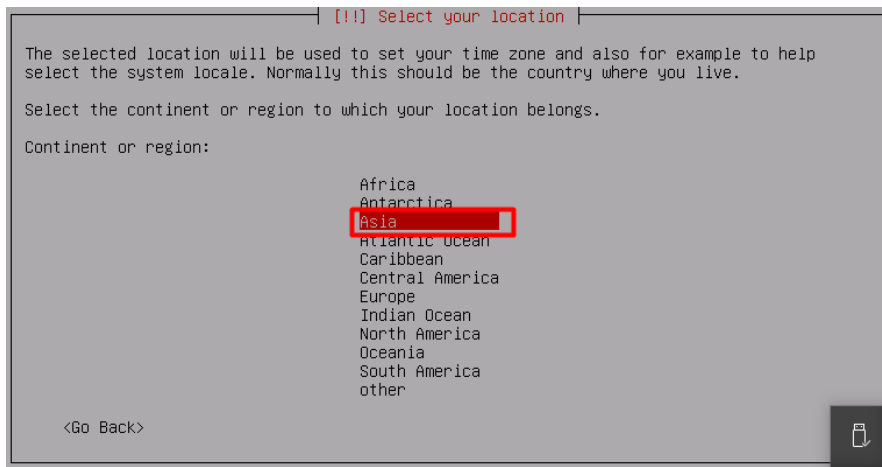 [!!] Select your location
The selected location will be used to set your time zone and also for example to help
select the system locale. Normally this should be the country where you live.
Select the continent or region to which your location belongs.
Continent or region:
Africa
Antarctica
Asia
Atlantic Ocean
Caribbean
Central America
Europe
Indian Ocean
North America
Oceania
South America
other
<Go Back>